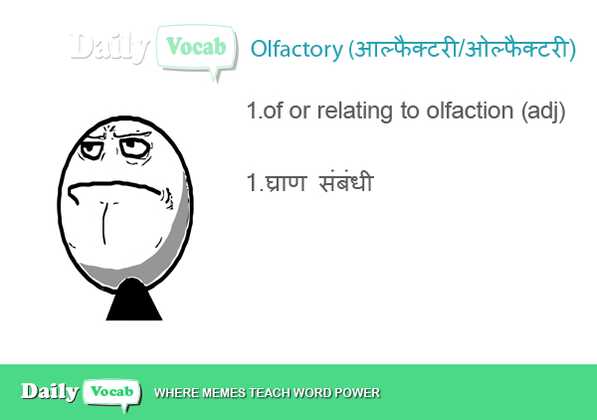 Daily Vocab Olfactory (आल्फैक्टरी/ओल्फैक्टरी)
1.of or relating to olfaction (adj)
1.घ्राण संबंधी
Daily Vocab WHERE MEMES TEACH WORD POWER